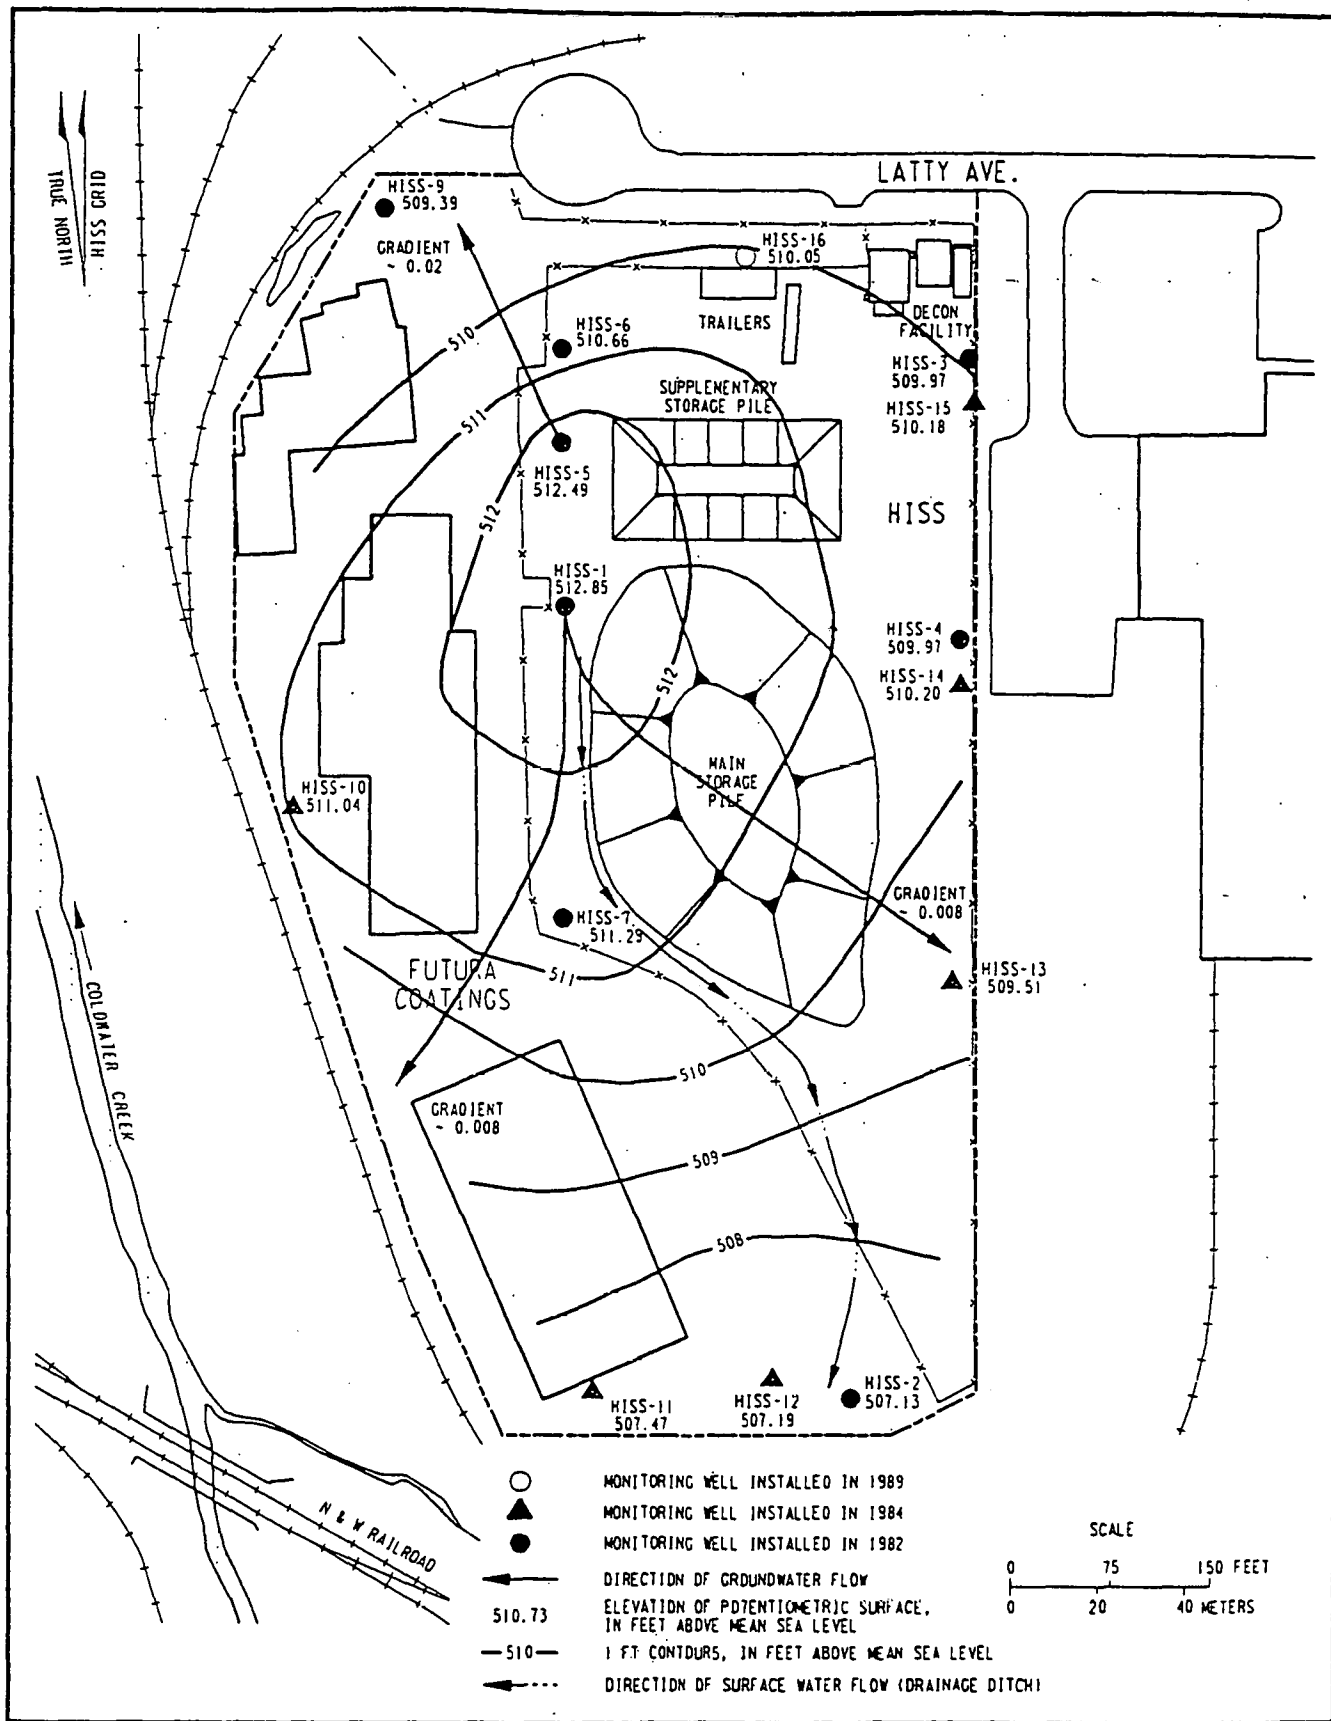 LATTY AVE.
TRUE NORTH
HISS GRID
HISS-9
509.39
GRADIENT
~ 0.02
HISS-16
510.05
TRAILERS
DECON
FACILITY
HISS-6
510.66
510
HISS-3
509.97
HISS-15
510.18
SUPPLEMENTARY
STORAGE PILE
511
HISS-5
512.49
512
HISS
HISS-1
512.85
HISS-4
509.97
HISS-14
510.20
512
MAIN
STORAGE
PILE
HISS-10
511.04
GRADIENT
~ 0.008
HISS-7
511.29
HISS-13
509.51
FUTURA
COATINGS
511
COLDWATER CREEK
510
GRADIENT
~ 0.008
509
508
HISS-11
507.47
HISS-12
507.19
HISS-2
507.13
N & W RAILROAD
MONITORING WELL INSTALLED IN 1989
MONITORING WELL INSTALLED IN 1984
MONITORING WELL INSTALLED IN 1982
DIRECTION OF GROUNDWATER FLOW
510.73 ELEVATION OF POTENTIOMETRIC SURFACE,
IN FEET ABOVE MEAN SEA LEVEL
510 1 FT CONTOURS, IN FEET ABOVE MEAN SEA LEVEL
DIRECTION OF SURFACE WATER FLOW (DRAINAGE DITCH)
SCALE
0 75 150 FEET
0 20 40 METERS